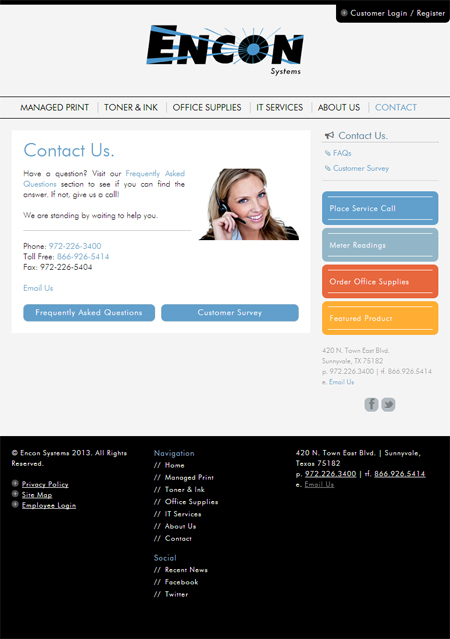 Customer Login / Register
ENCON
Systems
MANAGED PRINT
TONER & INK
OFFICE SUPPLIES
IT SERVICES
ABOUT US
CONTACT
Contact Us.
Have a question? Visit our Frequently Asked
Questions section to see if you can find the
answer. If not, give us a call!
We are standing by waiting to help you.
Phone: 972-226-3400
Toll Free: 866-926-5414
Fax: 972-226-5404
Email Us
Frequently Asked Questions
Customer Survey
Contact Us.
FAQs
Customer Survey
Place Service Call
Meter Readings
Order Office Supplies
Fearured Product
420 N. Town East Blvd.
Sunnyvale, TX 75182
p. 972.226.3400 | tf. 866.926.5414
e. Email Us
© Encon Systems 2013. All Rights
Reserved.
Privacy Policy
Site Map
Employee Login
Navigation
// Home
// Managed Print
// Toner & Ink
// Office Supplies
// IT Services
// About Us
// Contact
Social
// Recent News
// Facebook
// Twitter
420 N. Town East Blvd. | Sunnyvale,
Texas 75182
p. 972.226.3400 | tf. 866.926.5414
e. Email Us